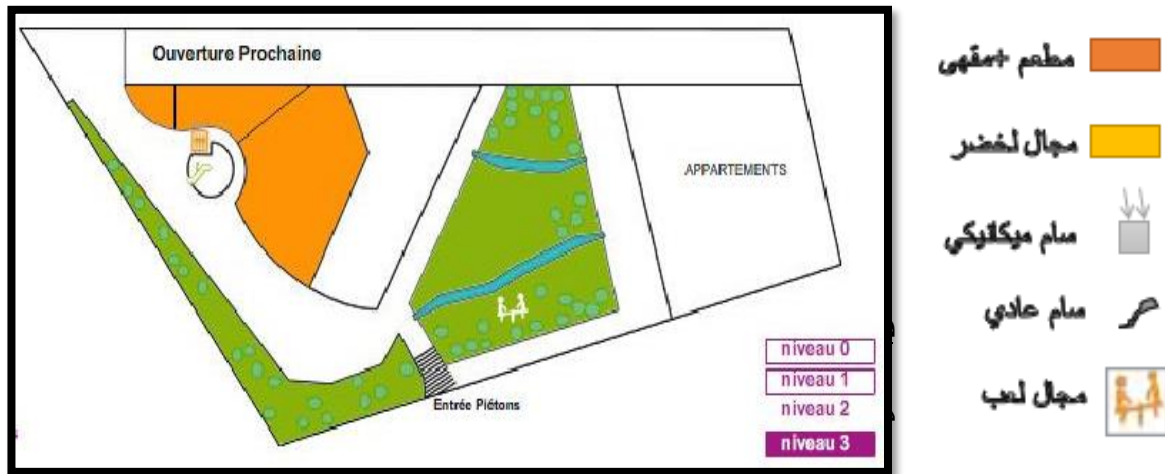 Ouverture Prochaine
APPARTEMENTS
niveau 0
niveau 1
niveau 2
niveau 3
Entrée Piétons
مطعم +مقهى
مجال لخضر
سلم ميكانيكي
سلم عادي
مجال لعب